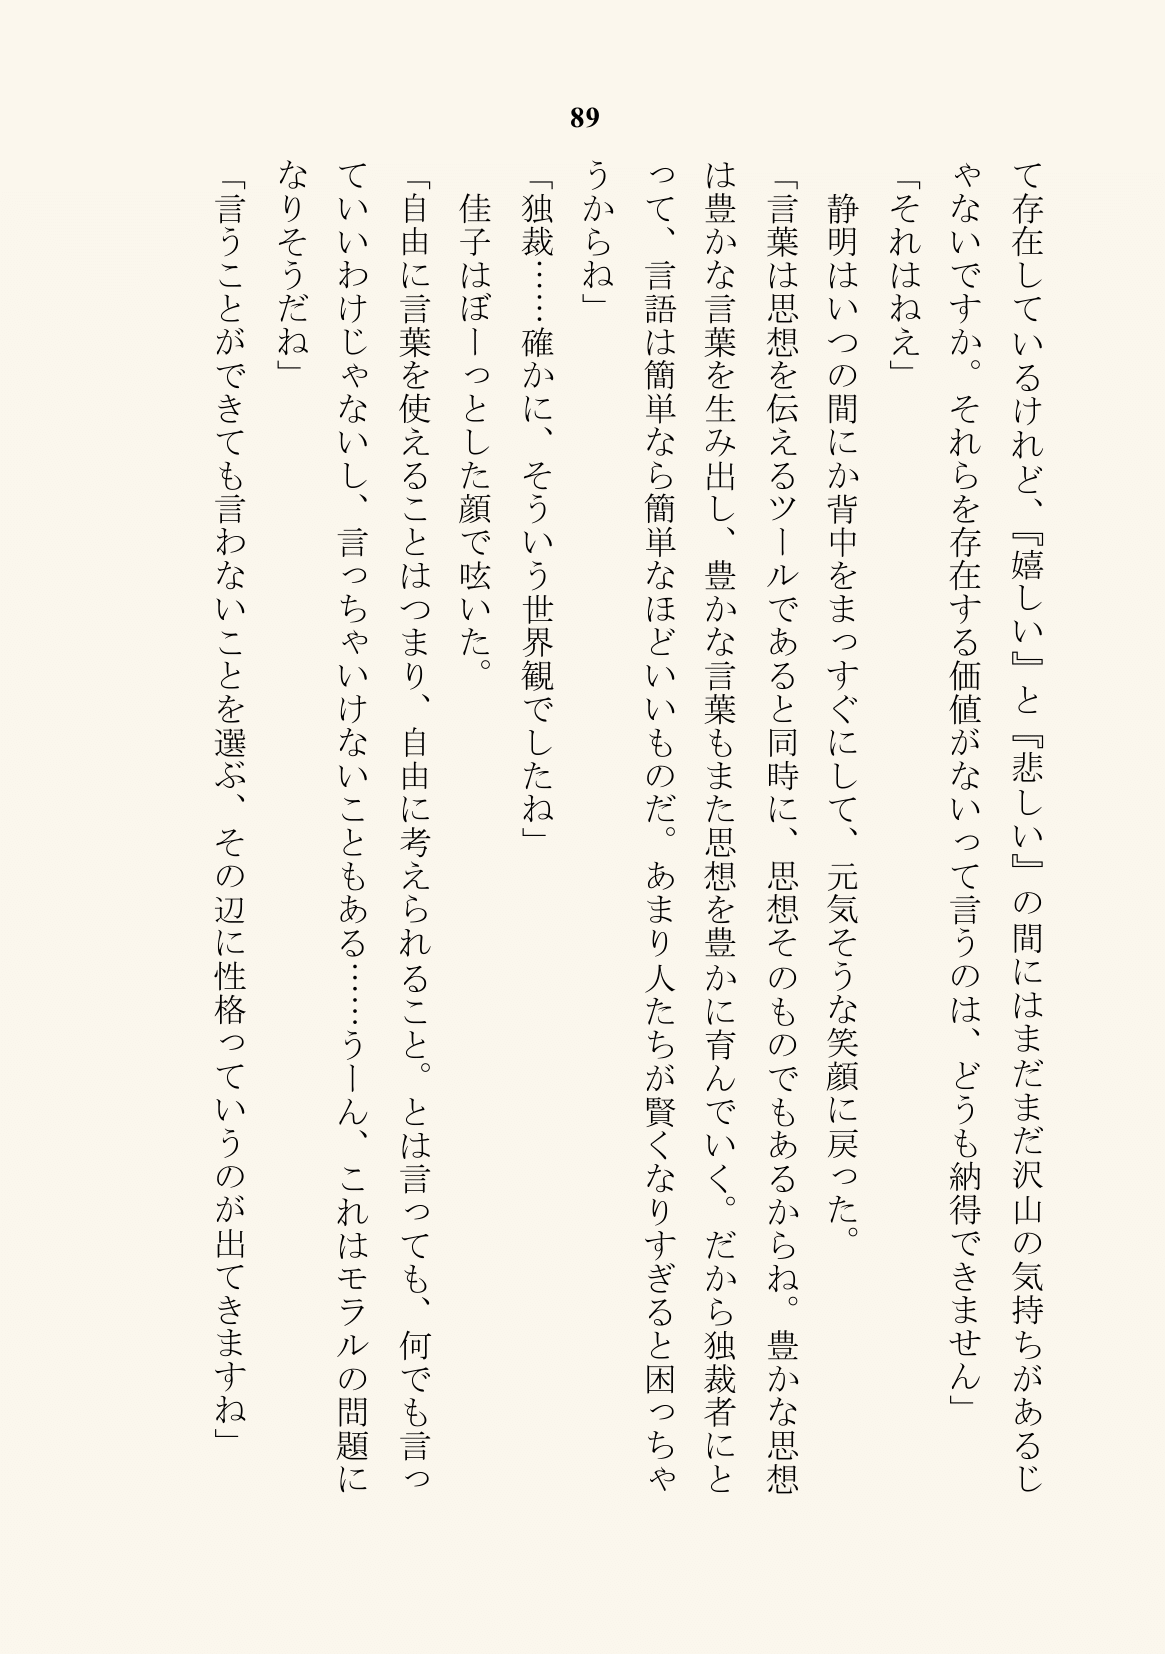 89
て存在しているけれど、『嬉しい』と『悲しい』の間にはまだまだ沢山の気持ちがあるじ
ゃないですか。それらを存在する価値がないって言うのは、どうも納得できません」
「それはねえ」
　静明はいつの間にか背中をまっすぐにして、元気そうな笑顔に戻った。
「言葉は思想を伝えるツールであると同時に、思想そのものでもあるからね。豊かな思想
は豊かな言葉を生み出し、豊かな言葉もまた思想を豊かに育んでいく。だから独裁者にと
って、言語は簡単なら簡単なほどいいものだ。あまり人たちが賢くなりすぎると困っちゃ
うからね」
「独裁……確かに、そういう世界観でしたね」
　佳子はぼーっとした顔で呟いた。
「自由に言葉を使えることはつまり、自由に考えられること。とは言っても、何でも言っ
ていいわけじゃないし、言っちゃいけないこともある……うーん、これはモラルの問題に
なりそうだね」
「言うことができても言わないことを選ぶ、その辺に性格っていうのが出てきますね」